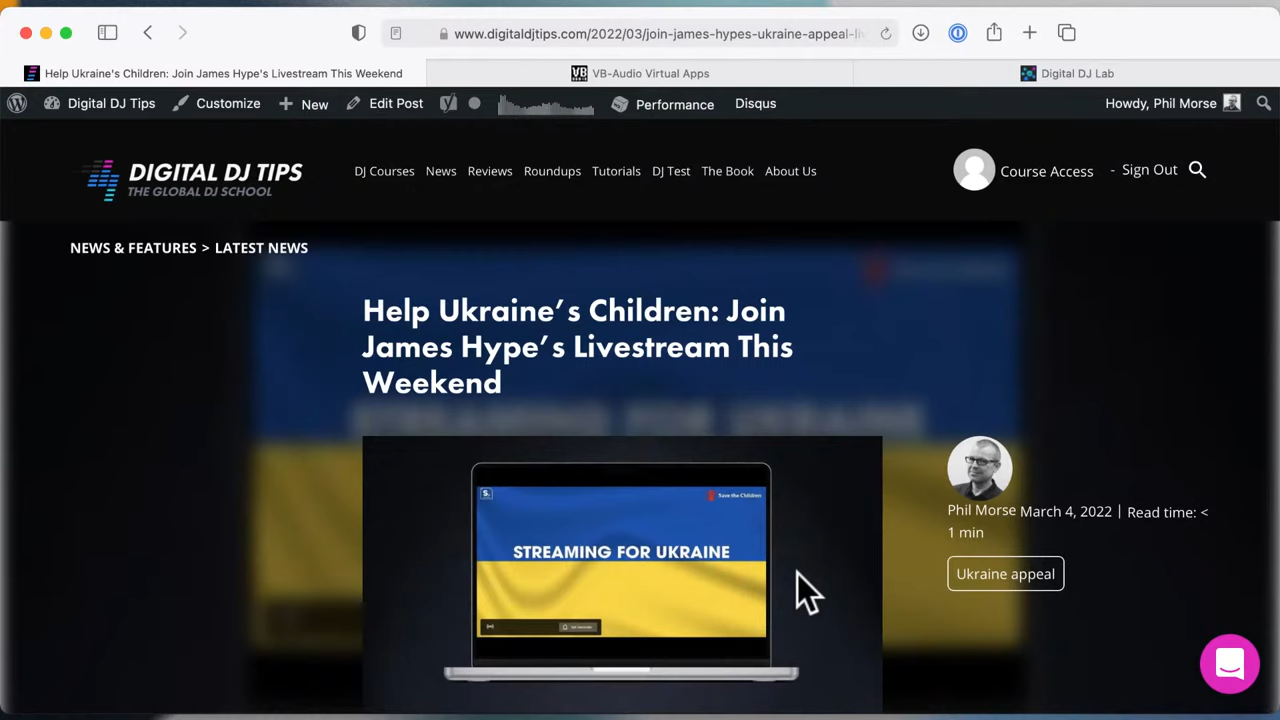 www.digitaldjtips.com/2022/03/join-james-hypes-ukraine-appeal-li
Help Ukraine's Children: Join James Hype's Livestream This Weekend
VB-Audio Virtual Apps
Digital DJ Lab
Digital DJ Tips
Customize
New
Edit Post
Performance
Disqus
Howdy, Phil Morse
DIGITAL DJ TIPS
THE GLOBAL DJ SCHOOL
DJ Courses News Reviews Roundups Tutorials DJ Test The Book About Us
Course Access - Sign Out
NEWS & FEATURES > LATEST NEWS
Help Ukraine’s Children: Join
James Hype’s Livestream This
Weekend
S.
Save the Children
STREAMING FOR UKRAINE
Phil Morse March 4, 2022 | Read time: <
1 min
Ukraine appeal